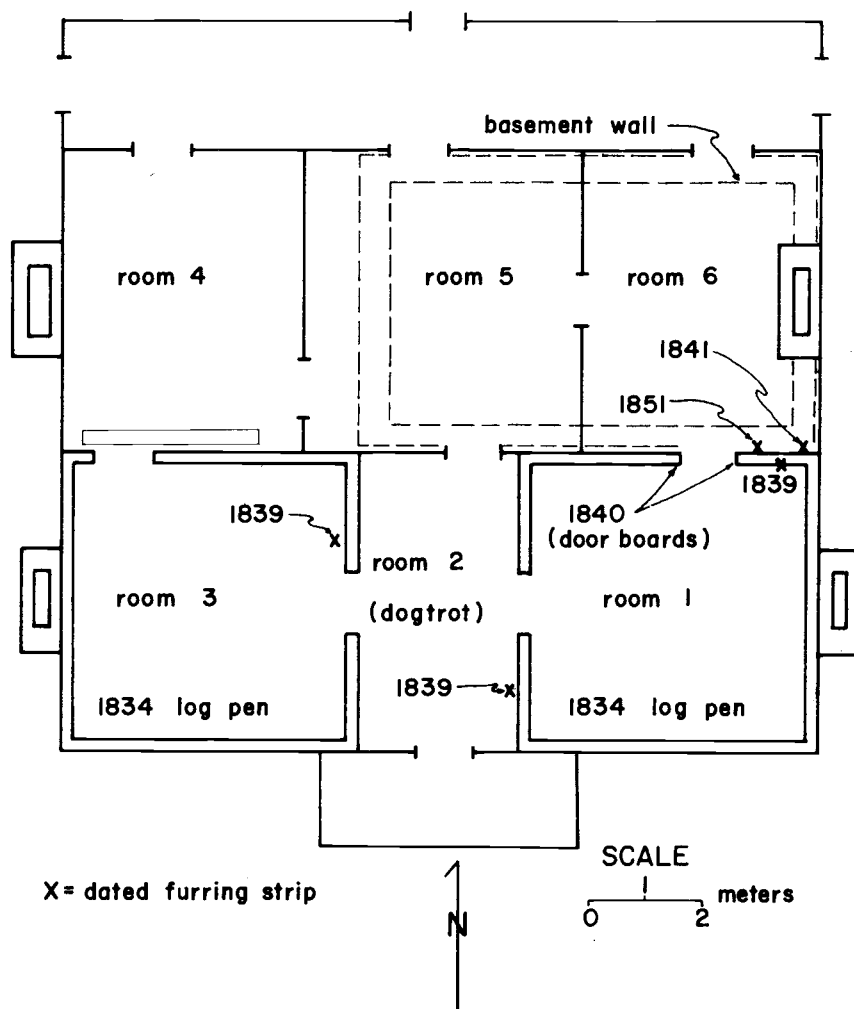 basement wall
room 4
room 5
room 6
1841
1851
1839
1839
1840
(door boards)
room 2
(dogtrot)
room 3
room 1
1839
1834 log pen
1834 log pen
X = dated furring strip
N
SCALE
1
0 2 meters